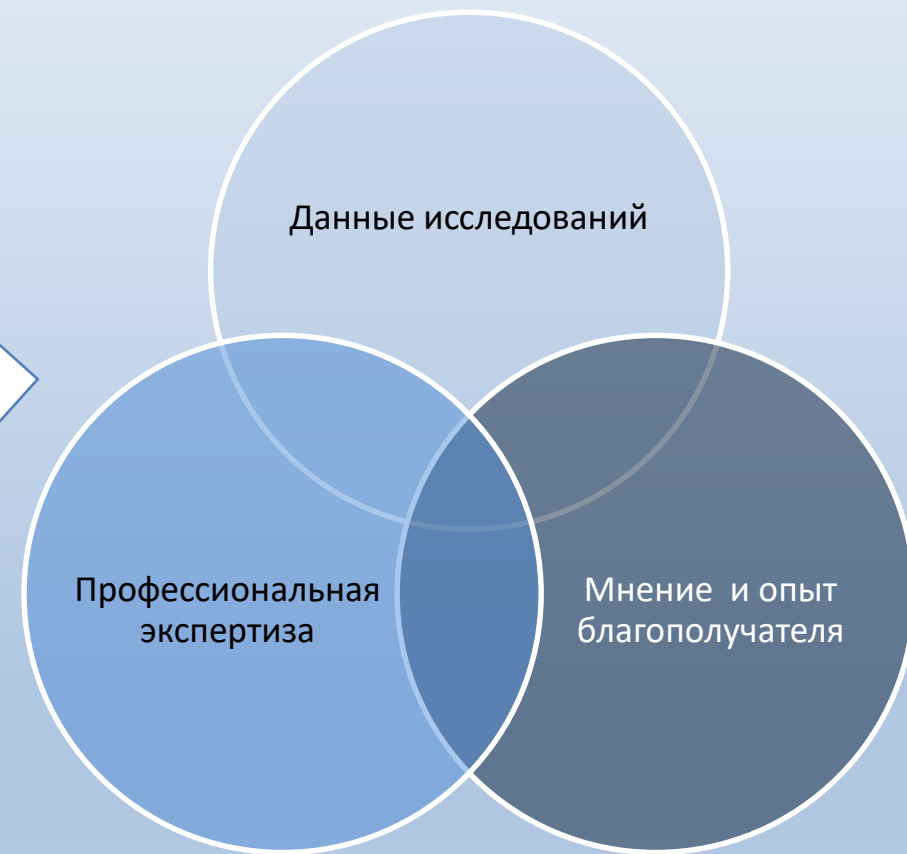 Данные исследований
Профессиональная
экспертиза
Мнение и опыт
благополучателя